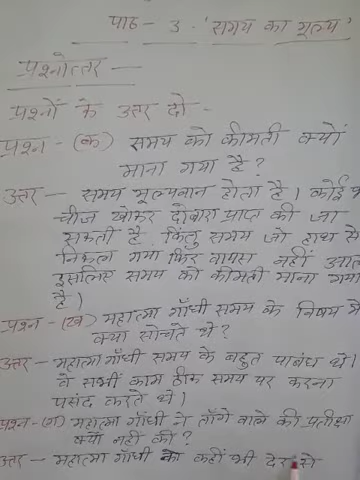 पाठ - 3. 'समय का मूल्य'
प्रश्नोत्तर —
प्रश्नों के उत्तर दो -
प्रश्न - (क) समय को कीमती क्यों
माना गया है?
उत्तर — समय मूल्यवान होता है। कोई
चीज खोकर दोबारा प्राप्त की जा
सकती है किंतु समय जो हाथ से
निकल गया फिर वापस नहीं आता
इसलिए समय को कीमती माना गया
है।
प्रश्न - (ख) महात्मा गाँधी समय के विषय में
क्या सोचते थे?
उत्तर — महात्मा गाँधी समय के बहुत पाबंध थे।
वे सभी काम ठीक समय पर करना
पसंद करते थे।
प्रश्न - (ग) महात्मा गाँधी ने ताँगे वाले की प्रतीक्षा
क्यों नहीं की?
उत्तर — महात्मा गाँधी को कहीं भी देर से